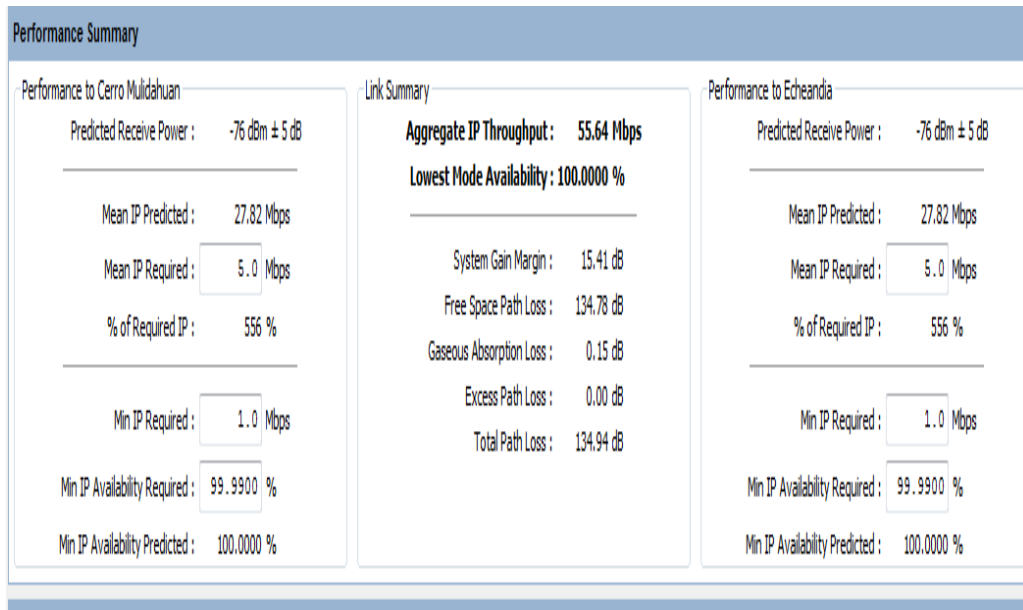 Performance Summary
Performance to Cerro Mulidahuan
Predicted Receive Power : -76 dBm ± 5 dB
Mean IP Predicted : 27.82 Mbps
Mean IP Required : 5.0 Mbps
% of Required IP : 556 %
Min IP Required : 1.0 Mbps
Min IP Availability Required : 99.9900 %
Min IP Availability Predicted : 100.0000 %
Link Summary
Aggregate IP Throughput : 55.64 Mbps
Lowest Mode Availability : 100.0000 %
System Gain Margin : 15.41 dB
Free Space Path Loss : 134.78 dB
Gaseous Absorption Loss : 0.15 dB
Excess Path Loss : 0.00 dB
Total Path Loss : 134.94 dB
Performance to Echeandia
Predicted Receive Power : -76 dBm ± 5 dB
Mean IP Predicted : 27.82 Mbps
Mean IP Required : 5.0 Mbps
% of Required IP : 556 %
Min IP Required : 1.0 Mbps
Min IP Availability Required : 99.9900 %
Min IP Availability Predicted : 100.0000 %